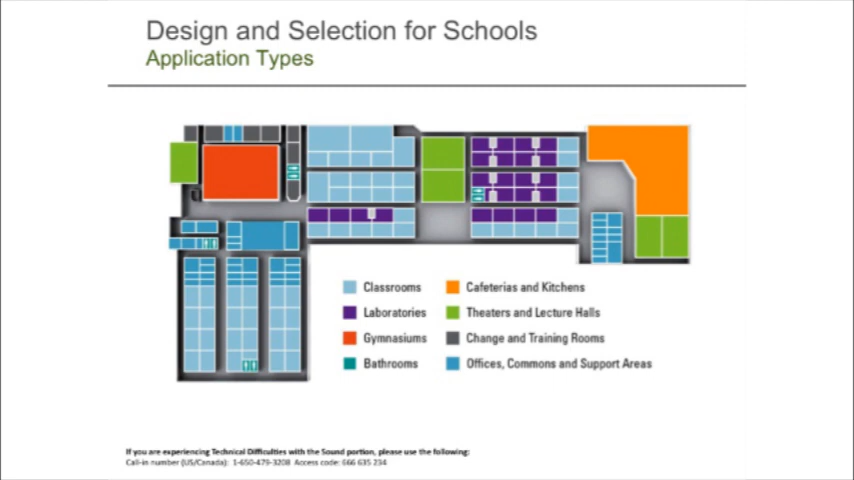 Design and Selection for Schools
Application Types
Classrooms
Cafeterias and Kitchens
Laboratories
Theaters and Lecture Halls
Gymnasiums
Change and Training Rooms
Bathrooms
Offices, Commons and Support Areas
If you are experiencing Technical Difficulties with the Sound portion, please use the following:
Call-in number (US/Canada): 1-650-479-3208 Access code: 666 635 234